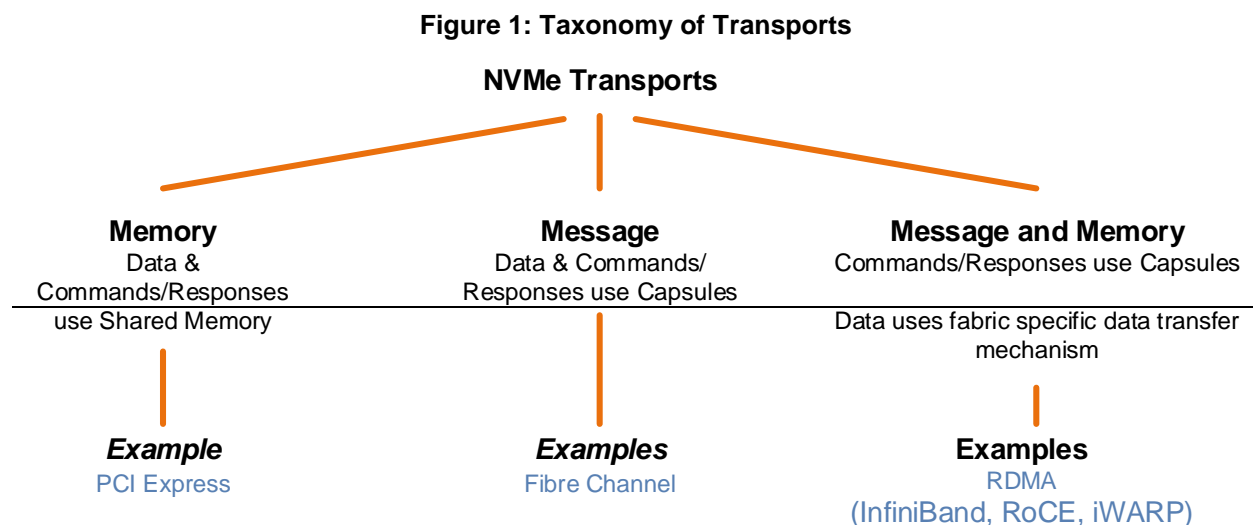 Figure 1: Taxonomy of Transports
NVMe Transports
Memory
Data &
Commands/Responses
use Shared Memory
Example
PCI Express
Message
Data & Commands/
Responses use Capsules
Examples
Fibre Channel
Message and Memory
Commands/Responses use Capsules
Data uses fabric specific data transfer
mechanism
Examples
RDMA
(InfiniBand, RoCE, iWARP)